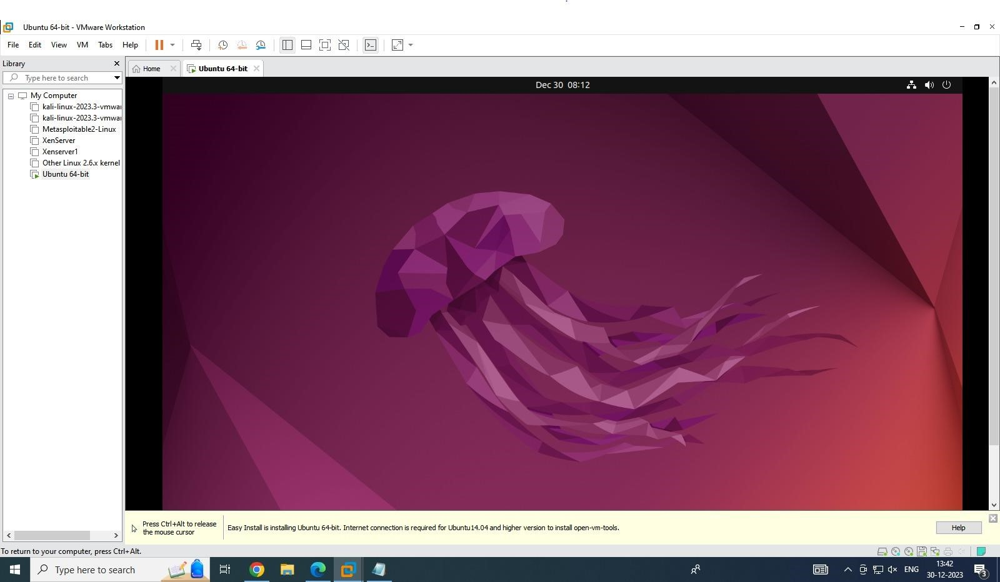 Ubuntu 64-bit - VMware Workstation
File Edit View VM Tabs Help
Library
Home
Ubuntu 64-bit
Type here to search
Dec 30 08:12
My Computer
kali-linux-2023.3-vmwar
kali-linux-2023.3-vmwar
Metasploitable2-Linux
XenServer
Xenserver1
Other Linux 2.6.x kernel
Ubuntu 64-bit
Press Ctrl+Alt to release
the mouse cursor
Easy Install is installing Ubuntu 64-bit. Internet connection is required for Ubuntu14.04 and higher version to install open-vm-tools.
Help
To return to your computer, press Ctrl+Alt.
Type here to search
ENG
13:42
30-12-2023
3